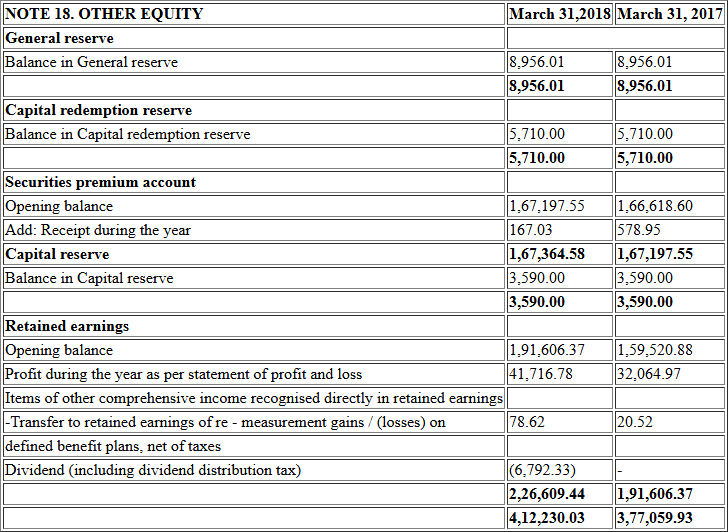 NOTE 18. OTHER EQUITY March 31,2018 March 31, 2017
General reserve
Balance in General reserve 8,956.01 8,956.01
8,956.01 8,956.01
Capital redemption reserve
Balance in Capital redemption reserve 5,710.00 5,710.00
5,710.00 5,710.00
Securities premium account
Opening balance 1,67,197.55 1,66,618.60
Add: Receipt during the year 167.03 578.95
Capital reserve 1,67,364.58 1,67,197.55
Balance in Capital reserve 3,590.00 3,590.00
3,590.00 3,590.00
Retained earnings
Opening balance 1,91,606.37 1,59,520.88
Profit during the year as per statement of profit and loss 41,716.78 32,064.97
Items of other comprehensive income recognised directly in retained earnings
-Transfer to retained earnings of re - measurement gains / (losses) on 78.62 20.52
defined benefit plans, net of taxes
Dividend (including dividend distribution tax) (6,792.33) -
2,26,609.44 1,91,606.37
4,12,230.03 3,77,059.93